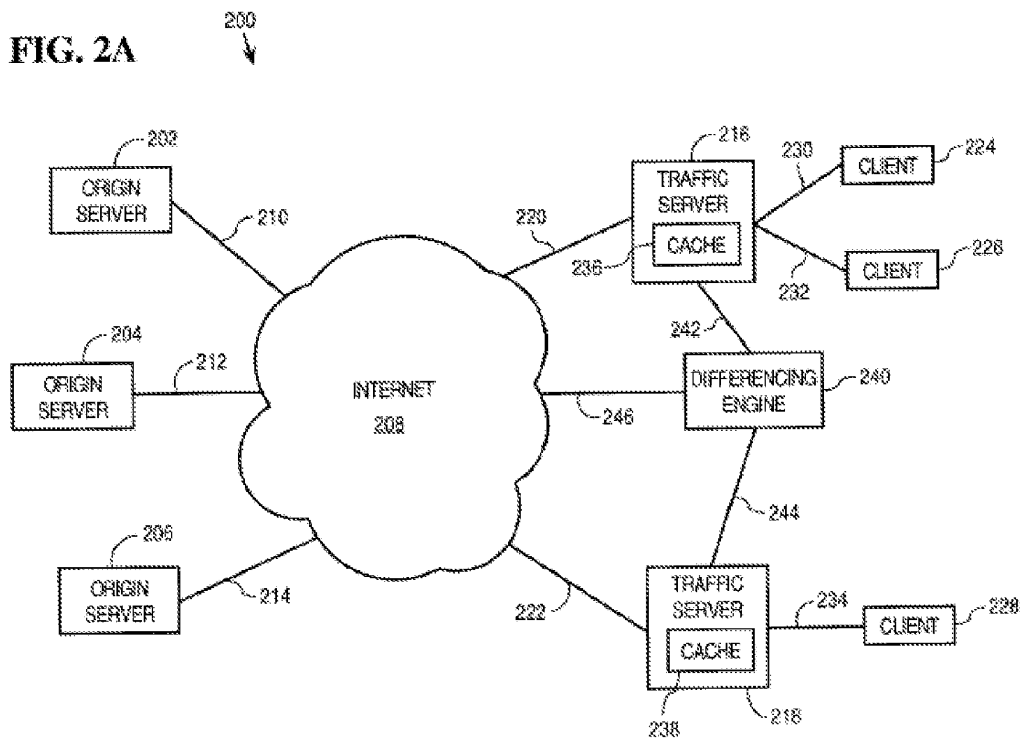 200
FIG. 2A
202
ORIGIN
SERVER
210
216
TRAFFIC
SERVER
CACHE
236
220
230
CLIENT
224
CLIENT
226
232
242
204
ORIGIN
SERVER
212
INTERNET
208
246
DIFFERENCING
ENGINE
240
244
206
ORIGIN
SERVER
214
222
TRAFFIC
SERVER
CACHE
238
218
234
CLIENT
228